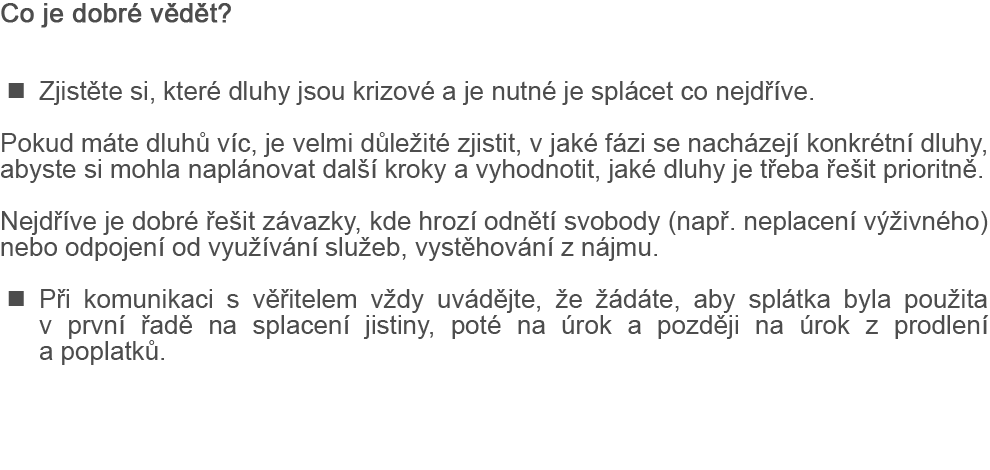 Co je dobré vědět?
■ Zjistěte si, které dluhy jsou krizové a je nutné je splácet co nejdříve.
Pokud máte dluhů víc, je velmi důležité zjistit, v jaké fázi se nacházejí konkrétní dluhy,
abyste si mohla naplánovat další kroky a vyhodnotit, jaké dluhy je třeba řešit prioritně.
Nejdříve je dobré řešit závazky, kde hrozí odnětí svobody (např. neplacení výživného)
nebo odpojení od využívání služeb, vystěhování z nájmu.
■ Při komunikaci s věřitelem vždy uvádějte, že žádáte, aby splátka byla použita
v první řadě na splacení jistiny, poté na úrok a později na úrok z prodlení
a poplatků.